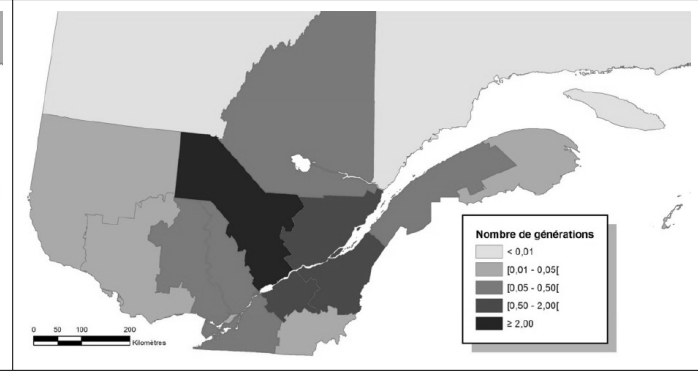 Nombre de générations
< 0,01
[0,01 - 0,05[
[0,05 - 0,50[
[0,50 - 2,00[
≥ 2,00
0 50 100 200
Kilomètres